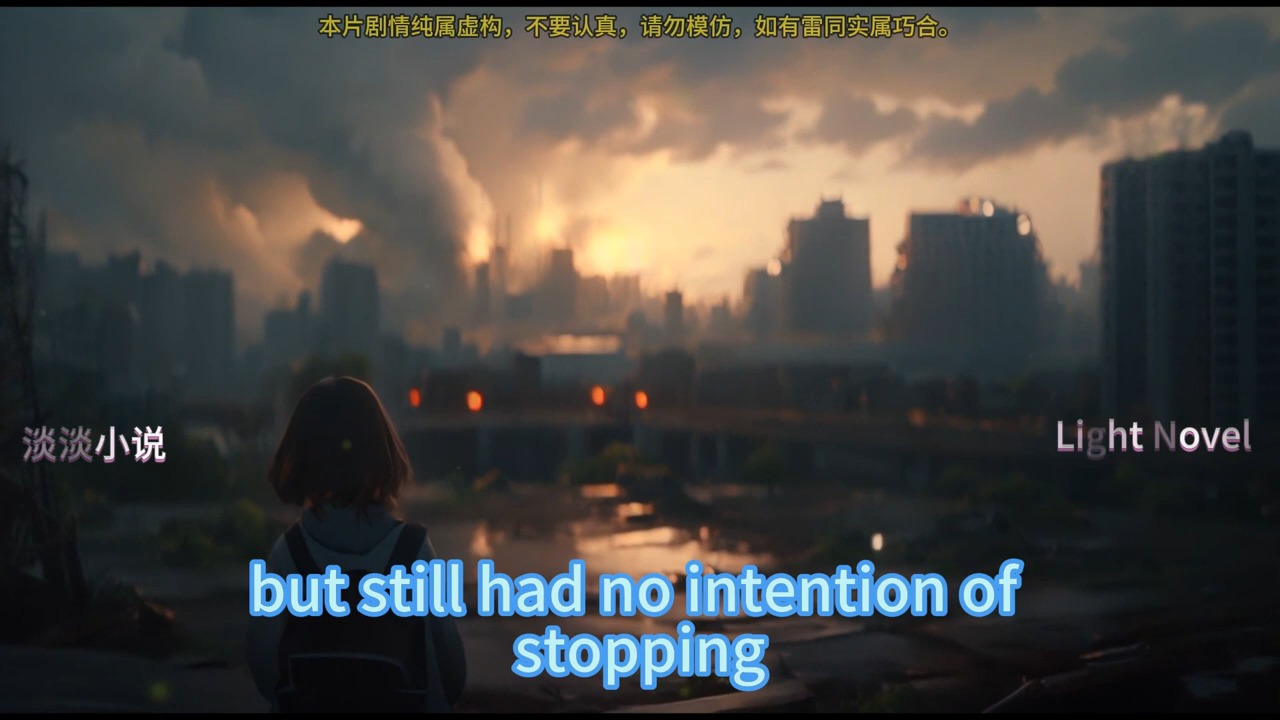 本片剧情纯属虚构，不要认真，请勿模仿，如有雷同实属巧合。
淡淡小说
Light Novel
but still had no intention of
stopping